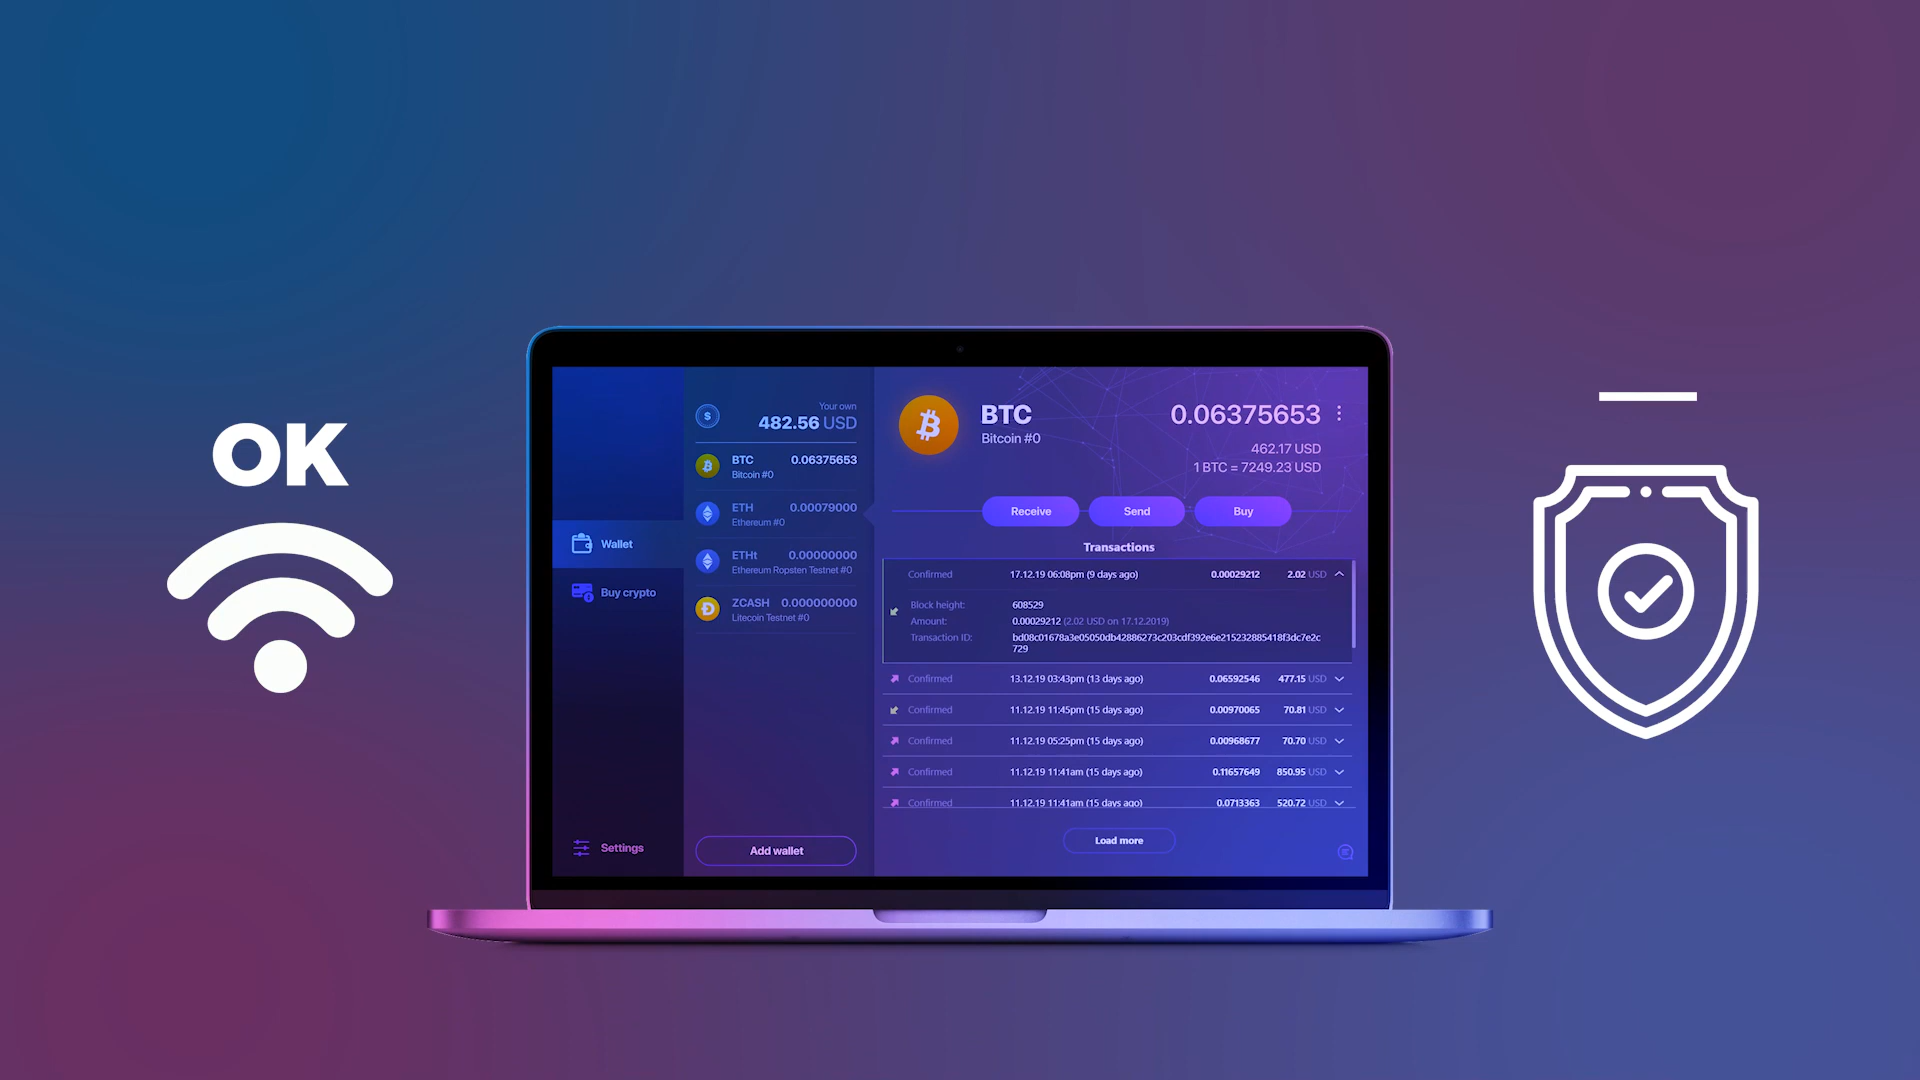 OK
Wallet
Buy crypto
Settings
Your own
482.56 USD
BTC 0.06375653
Bitcoin #0
ETH 0.00079000
Ethereum #0
ETHt 0.00000000
Ethereum Ropsten Testnet #0
ZCASH 0.000000000
Litecoin Testnet #0
Add wallet
BTC 0.06375653
Bitcoin #0
462.17 USD
1 BTC = 7249.23 USD
Receive Send Buy
Transactions
Confirmed 17.12.19 06:08pm (9 days ago) 0.00029212 2.02 USD
Block height: 608529
Amount: 0.00029212 (2.02 USD on 17.12.2019)
Transaction ID: bd08c01678a3e05050db42886273c203cdf392e6e215232885418f3dc7e2c
729
Confirmed 13.12.19 03:43pm (13 days ago) 0.06592546 477.15 USD
Confirmed 11.12.19 11:45pm (15 days ago) 0.00970065 70.81 USD
Confirmed 11.12.19 05:25pm (15 days ago) 0.00968677 70.70 USD
Confirmed 11.12.19 11:41am (15 days ago) 0.11657649 850.95 USD
Confirmed 11.12.19 11:41am (15 days ago) 0.0713363 520.72 USD
Load more